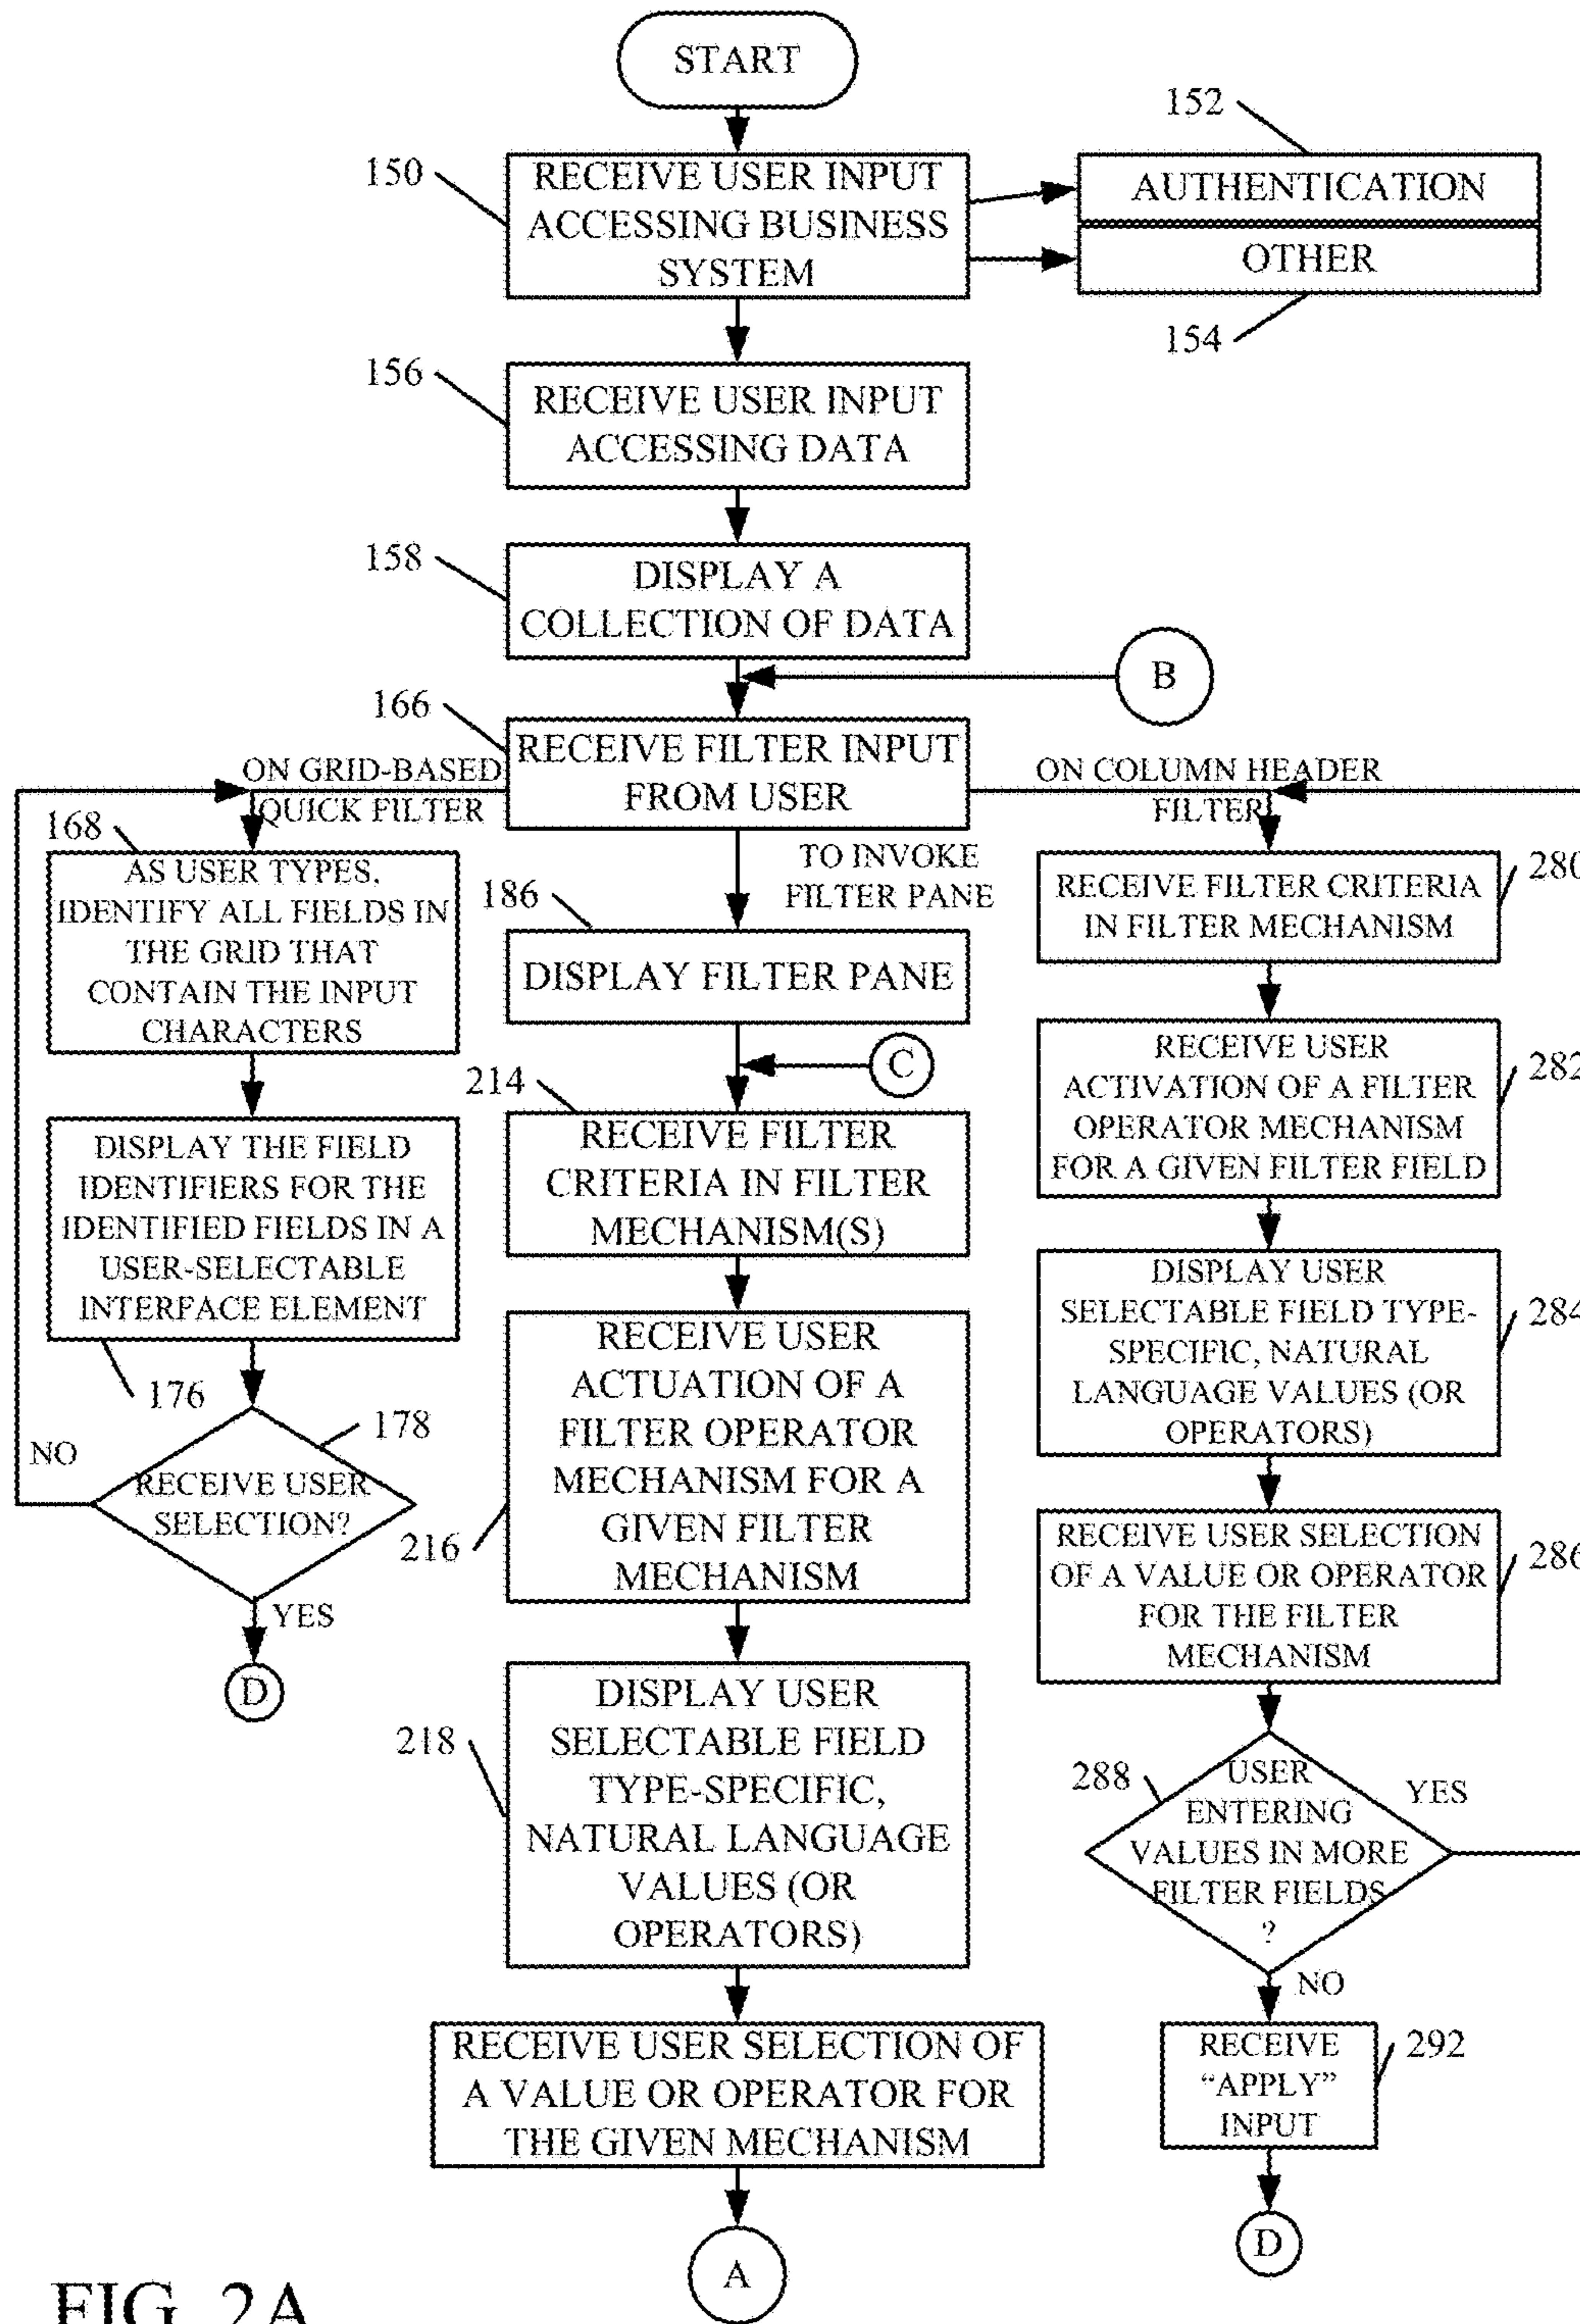 START
152
150
RECEIVE USER INPUT
ACCESSING BUSINESS
SYSTEM
AUTHENTICATION
OTHER
154
156
RECEIVE USER INPUT
ACCESSING DATA
158
DISPLAY A
COLLECTION OF DATA
B
166
RECEIVE FILTER INPUT
FROM USER
ON GRID-BASED
QUICK FILTER
ON COLUMN HEADER
FILTER
TO INVOKE
FILTER PANE
168
AS USER TYPES,
IDENTIFY ALL FIELDS IN
THE GRID THAT
CONTAIN THE INPUT
CHARACTERS
DISPLAY THE FIELD
IDENTIFIERS FOR THE
IDENTIFIED FIELDS IN A
USER-SELECTABLE
INTERFACE ELEMENT
176
178
NO
RECEIVE USER
SELECTION?
YES
D
186
DISPLAY FILTER PANE
C
214
RECEIVE FILTER
CRITERIA IN FILTER
MECHANISM(S)
RECEIVE USER
ACTUATION OF A
FILTER OPERATOR
MECHANISM FOR A
GIVEN FILTER
MECHANISM
216
218
DISPLAY USER
SELECTABLE FIELD
TYPE-SPECIFIC,
NATURAL LANGUAGE
VALUES (OR
OPERATORS)
RECEIVE USER SELECTION OF
A VALUE OR OPERATOR FOR
THE GIVEN MECHANISM
A
280
RECEIVE FILTER CRITERIA
IN FILTER MECHANISM
282
RECEIVE USER
ACTIVATION OF A FILTER
OPERATOR MECHANISM
FOR A GIVEN FILTER FIELD
284
DISPLAY USER
SELECTABLE FIELD TYPE-
SPECIFIC, NATURAL
LANGUAGE VALUES (OR
OPERATORS)
286
RECEIVE USER SELECTION
OF A VALUE OR OPERATOR
FOR THE FILTER
MECHANISM
288
USER
ENTERING
VALUES IN MORE
FILTER FIELDS
?
YES
NO
RECEIVE
“APPLY”
INPUT
292
D
FIG. 2A